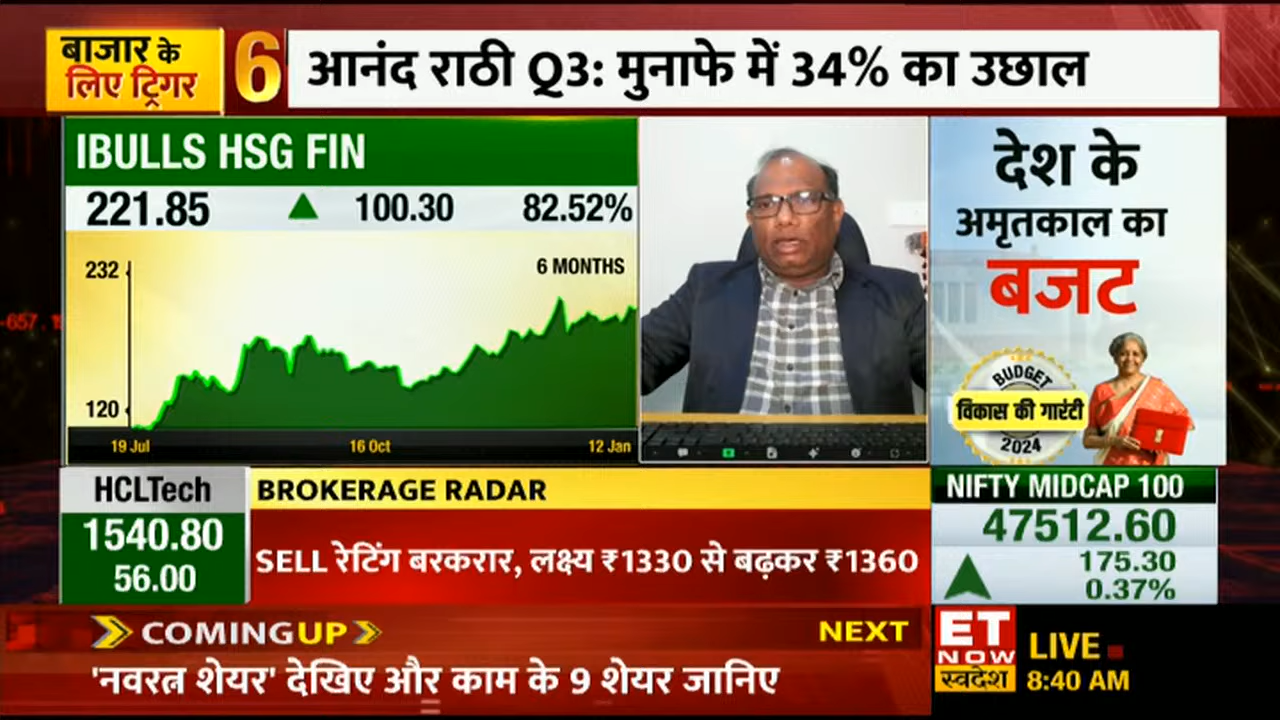 बाजार के
लिए ट्रिगर
6
आनंद राठी Q3: मुनाफे में 34% का उछाल
IBULLS HSG FIN
221.85 ▲ 100.30 82.52%
6 MONTHS
232
120
19 Jul 16 Oct 12 Jan
देश के
अमृतकाल का
बजट
BUDGET
विकास की गारंटी
2024
HCLTech
1540.80
56.00
BROKERAGE RADAR
SELL रेटिंग बरकरार, लक्ष्य ₹1330 से बढ़कर ₹1360
NIFTY MIDCAP 100
47512.60
175.30
0.37%
COMING UP
NEXT
'नवरत्न शेयर' देखिए और काम के 9 शेयर जानिए
ET
NOW
स्वदेश
LIVE
8:40 AM